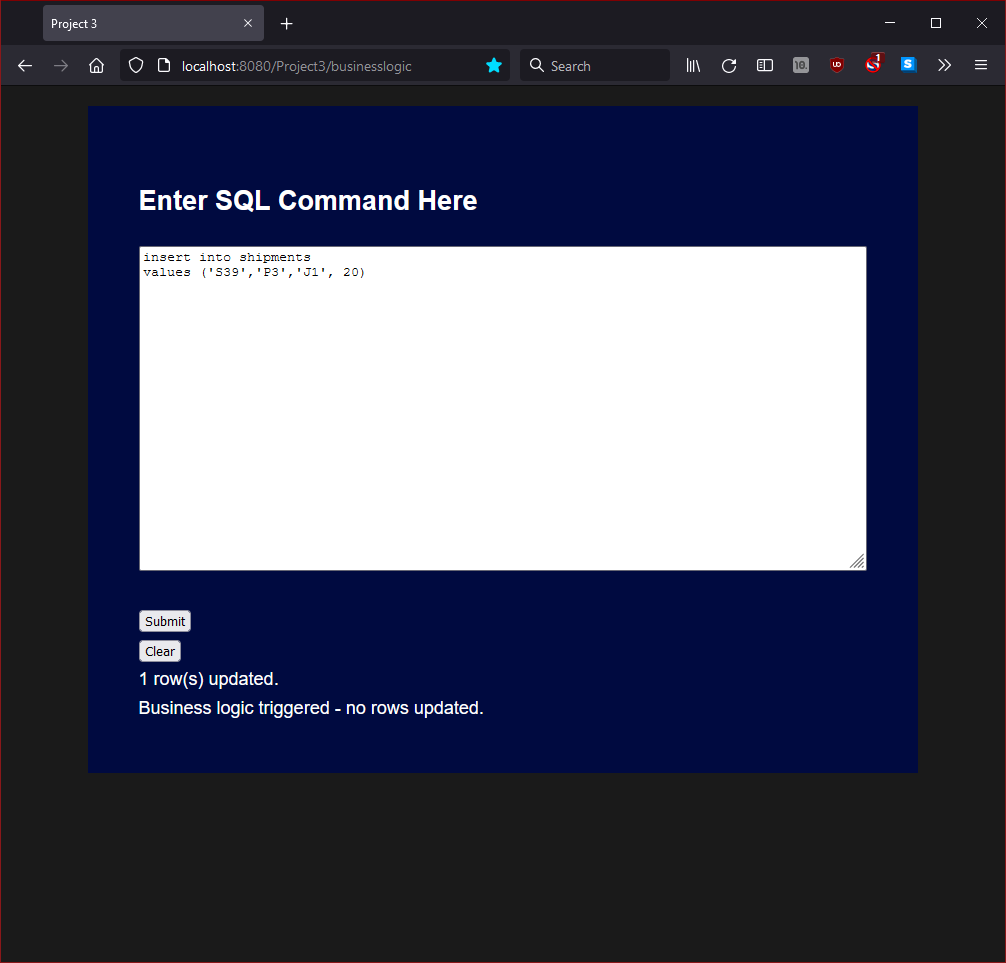 Project 3
localhost:8080/Project3/businesslogic
Search
1
Enter SQL Command Here
insert into shipments
values ('S39','P3','J1', 20)
Submit
Clear
1 row(s) updated.
Business logic triggered - no rows updated.